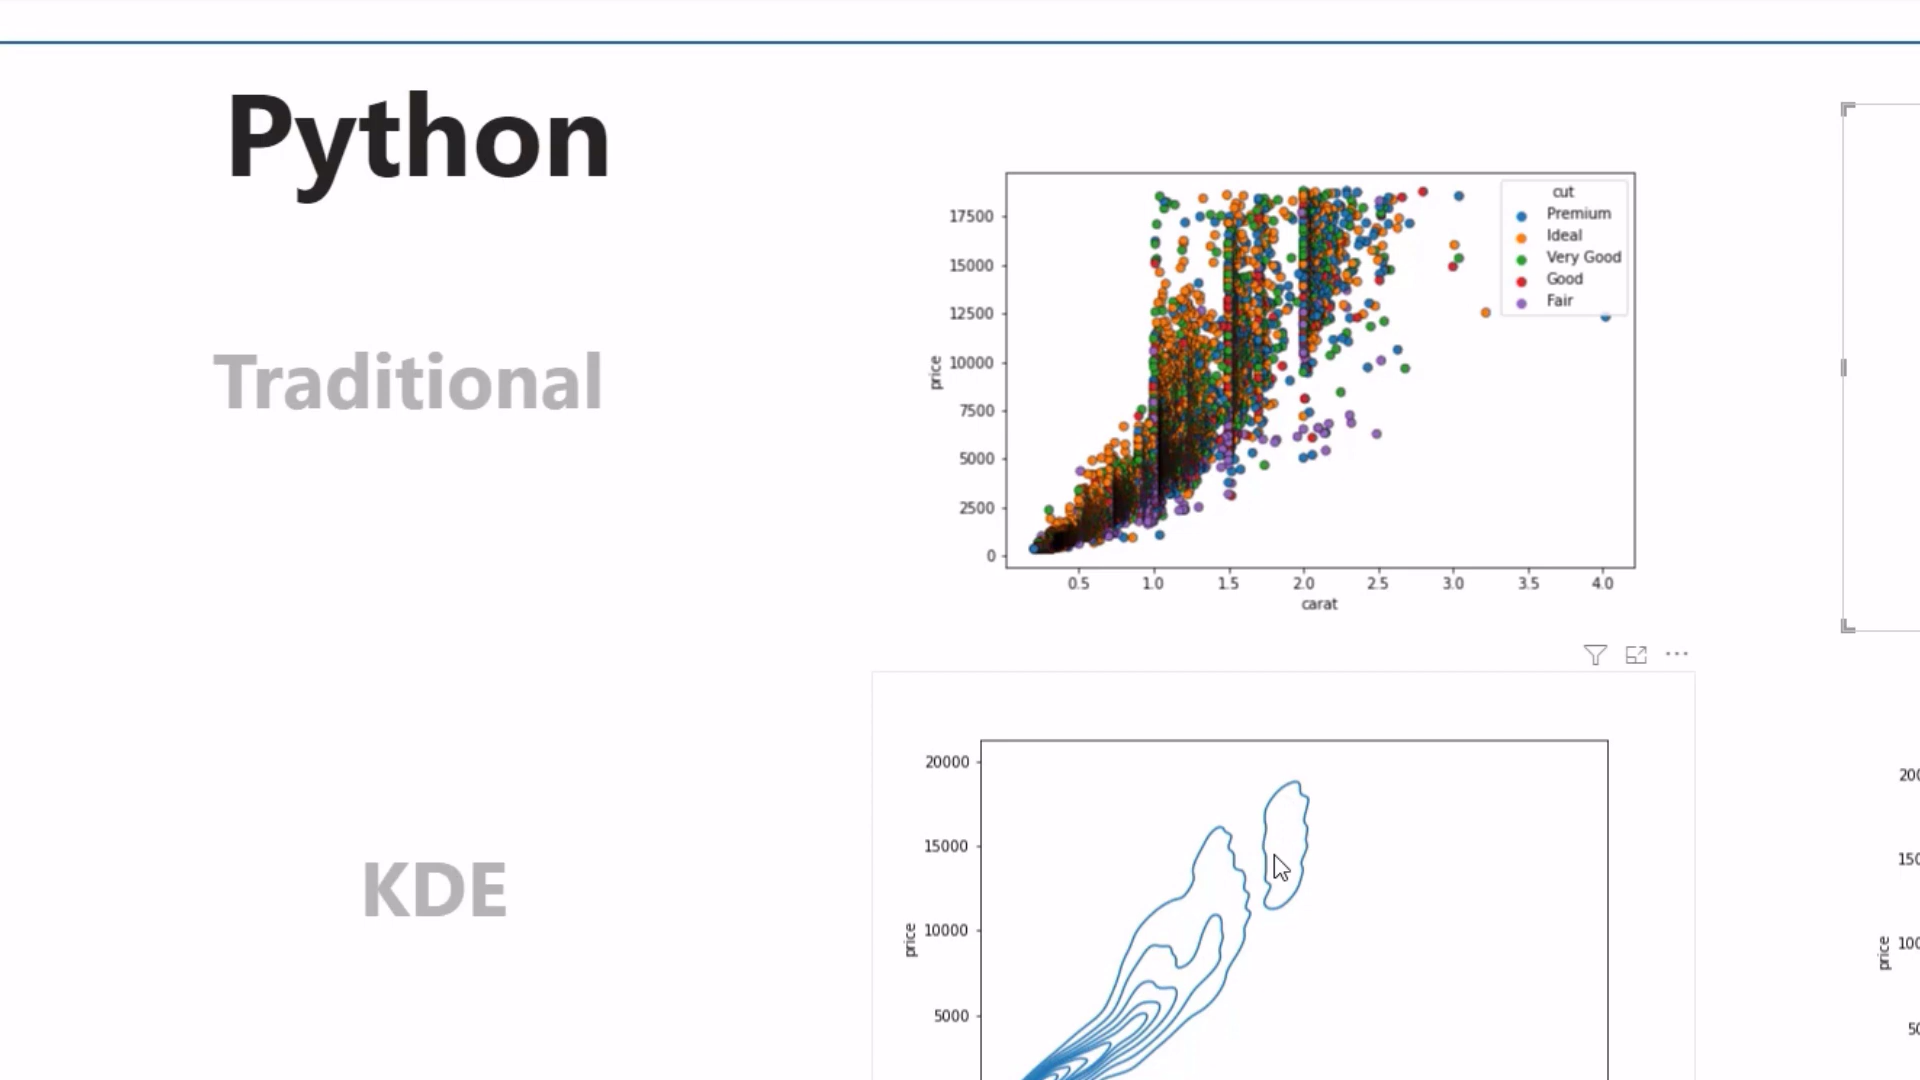 Python
Traditional
KDE
cut
Premium
Ideal
Very Good
Good
Fair
17500
15000
12500
10000
7500
5000
2500
0
price
0.5 1.0 1.5 2.0 2.5 3.0 3.5 4.0
carat
20000
15000
10000
5000
price
price